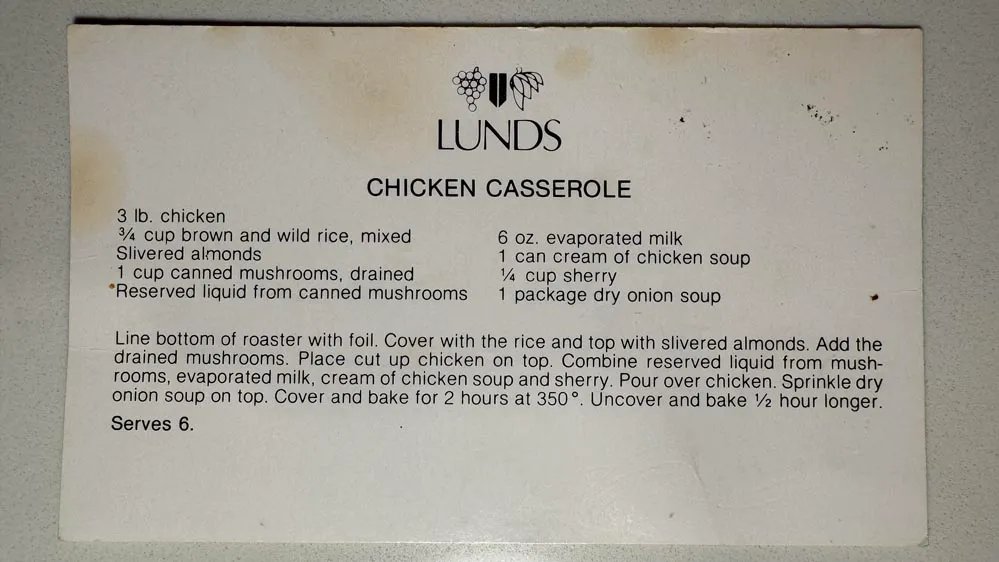 LUNDS
CHICKEN CASSEROLE
3 lb. chicken
¾ cup brown and wild rice, mixed
Slivered almonds
1 cup canned mushrooms, drained
Reserved liquid from canned mushrooms
6 oz. evaporated milk
1 can cream of chicken soup
¼ cup sherry
1 package dry onion soup
Line bottom of roaster with foil. Cover with the rice and top with slivered almonds. Add the
drained mushrooms. Place cut up chicken on top. Combine reserved liquid from mush-
rooms, evaporated milk, cream of chicken soup and sherry. Pour over chicken. Sprinkle dry
onion soup on top. Cover and bake for 2 hours at 350°. Uncover and bake ½ hour longer.
Serves 6.